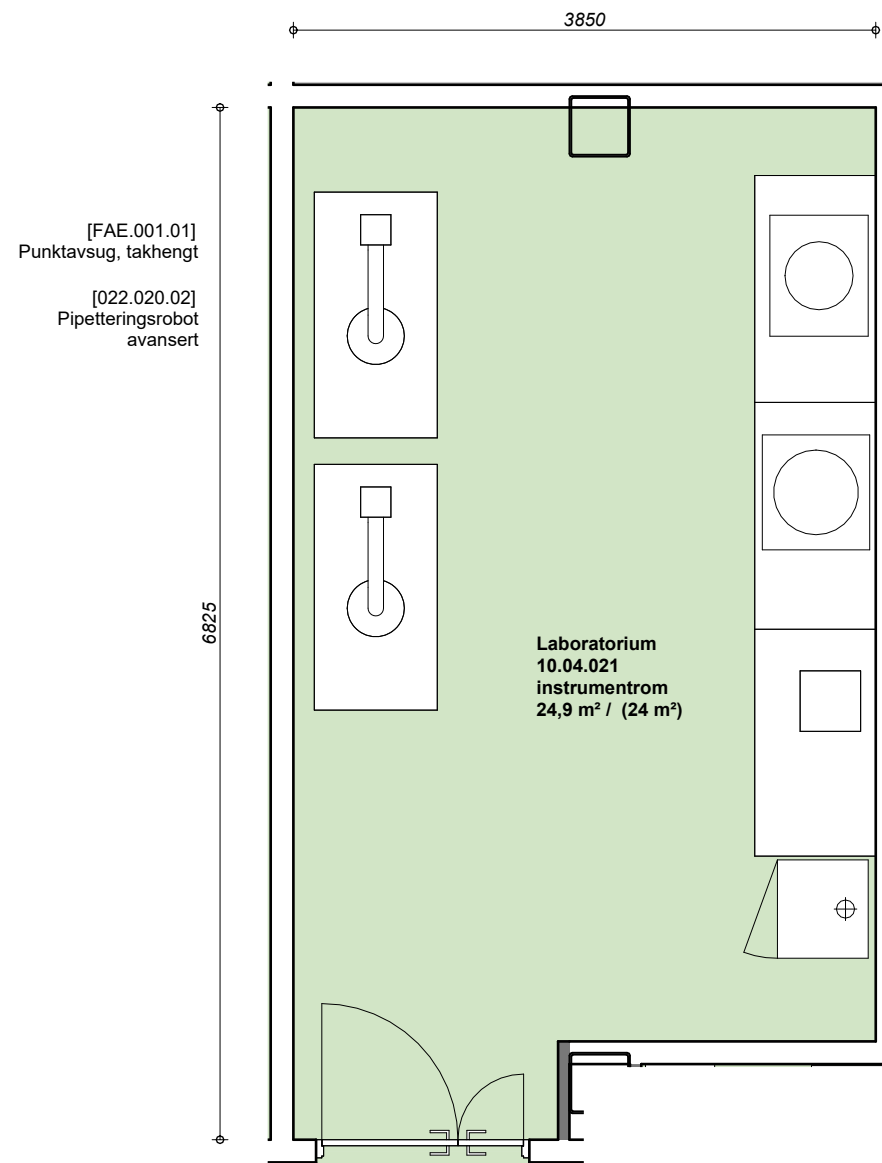 3850
[FAE.001.01]
Punktavsug, takhengt
[022.020.02]
Pipetteringsrobot
avansert
6825
Laboratorium
10.04.021
instrumentrom
24,9 m² / (24 m²)